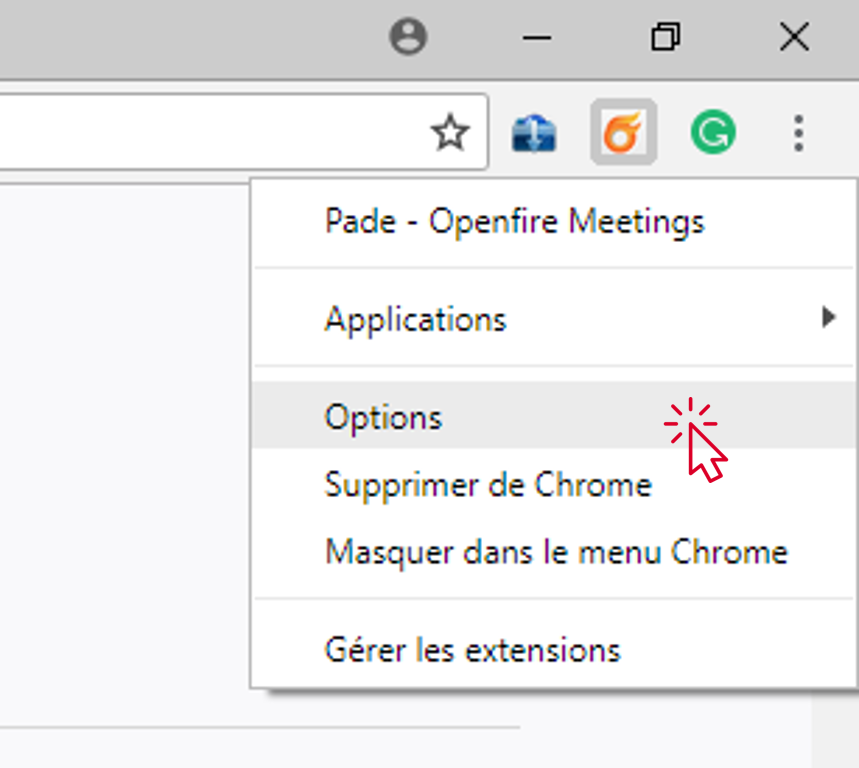 Pade - Openfire Meetings
Applications
Options
Supprimer de Chrome
Masquer dans le menu Chrome
Gérer les extensions